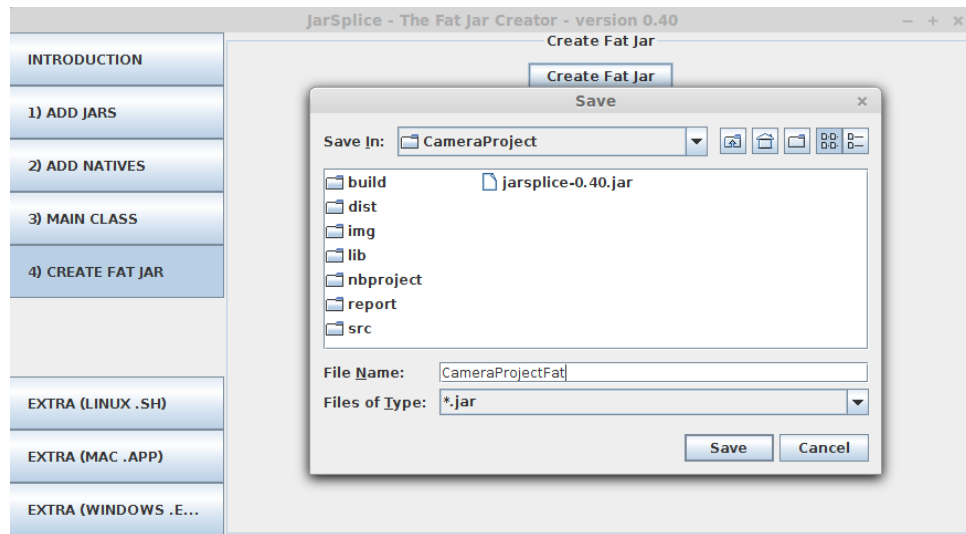 JarSplice - The Fat Jar Creator - version 0.40
INTRODUCTION
1) ADD JARS
2) ADD NATIVES
3) MAIN CLASS
4) CREATE FAT JAR
EXTRA (LINUX .SH)
EXTRA (MAC .APP)
EXTRA (WINDOWS .E...
Create Fat Jar
Create Fat Jar
Save
Save In: CameraProject
build
dist
img
lib
nbproject
report
src
jarsplice-0.40.jar
File Name: CameraProjectFat
Files of Type: *.jar
Save Cancel